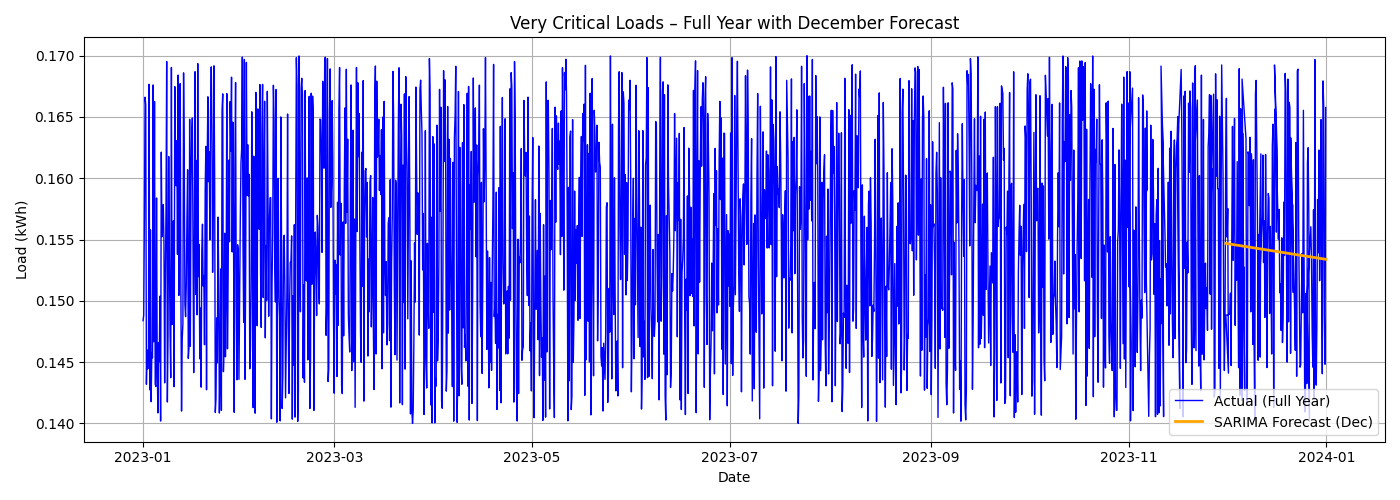 Very Critical Loads – Full Year with December Forecast
0.170
0.165
0.160
0.155
0.150
0.145
0.140
Load (kWh)
Actual (Full Year)
SARIMA Forecast (Dec)
2023-01 2023-03 2023-05 2023-07 2023-09 2023-11 2024-01
Date